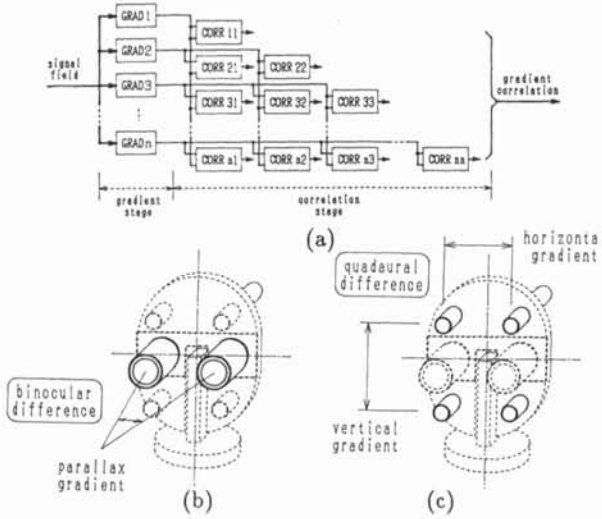 GRAD1
CORR 11
GRAD2
CORR 21
CORR 22
signal
field
GRAD3
CORR 31
CORR 32
CORR 33
gradient
correlation
GRADn
CORR n1
CORR n2
CORR n3
CORR nn
gradient
stage
correlation
stage
(a)
binocular
difference
parallax
gradient
(b)
quadaural
difference
horizonta
gradient
vertical
gradient
(c)